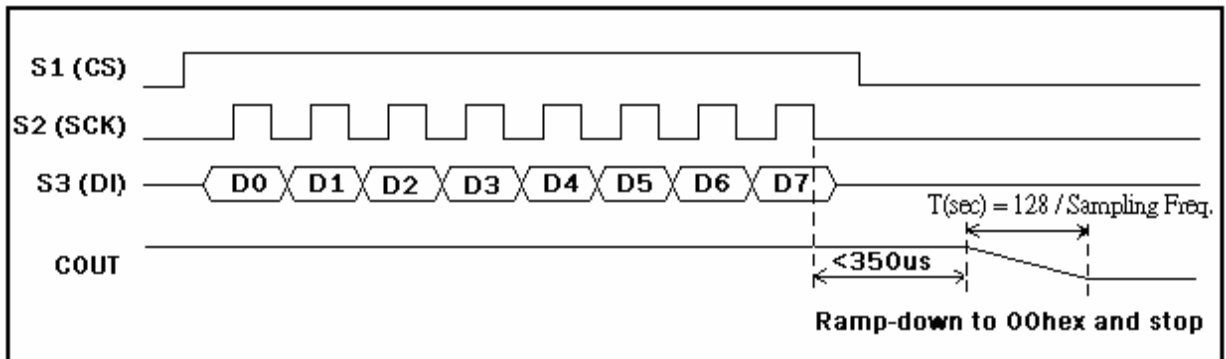 S1 (CS)
S2 (SCK)
S3 (DI) D0 D1 D2 D3 D4 D5 D6 D7
T(sec) = 128 / Sampling Freq.
COUT <350us
Ramp-down to 00hex and stop